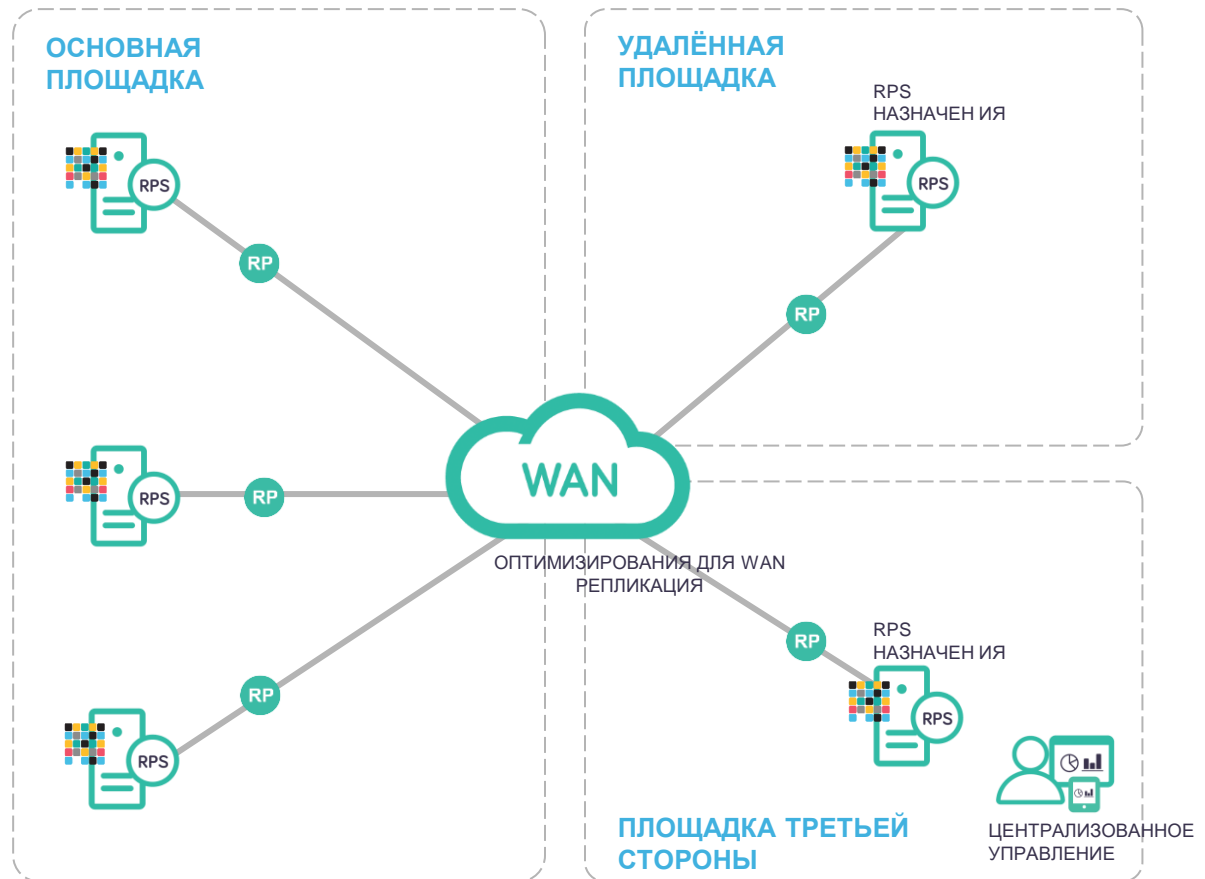 ОСНОВНАЯ
ПЛОЩАДКА
RPS
RP
RPS
RP
RPS
RP
УДАЛЁННАЯ
ПЛОЩАДКА
RPS
НАЗНАЧЕН ИЯ
RPS
RP
WAN
ОПТИМИЗИРОВАНИЯ ДЛЯ WAN
РЕПЛИКАЦИЯ
RPS
НАЗНАЧЕН ИЯ
RP
RPS
ПЛОЩАДКА ТРЕТЬЕЙ
СТОРОНЫ
ЦЕНТРАЛИЗОВАННОЕ
УПРАВЛЕНИЕ